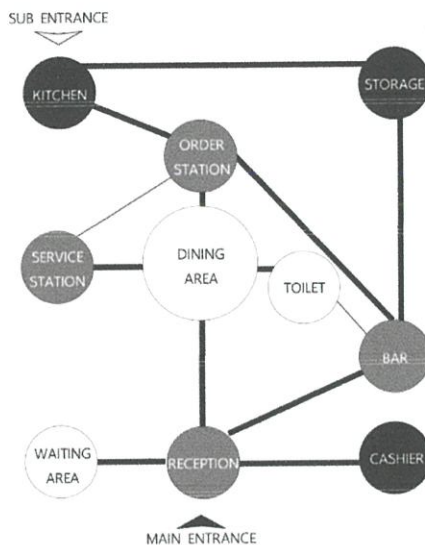 SUB ENTRANCE
KITCHEN
STORAGE
ORDER
STATION
SERVICE
STATION
DINING
AREA
TOILET
BAR
WAITING
AREA
RECEPTION
CASHIER
MAIN ENTRANCE